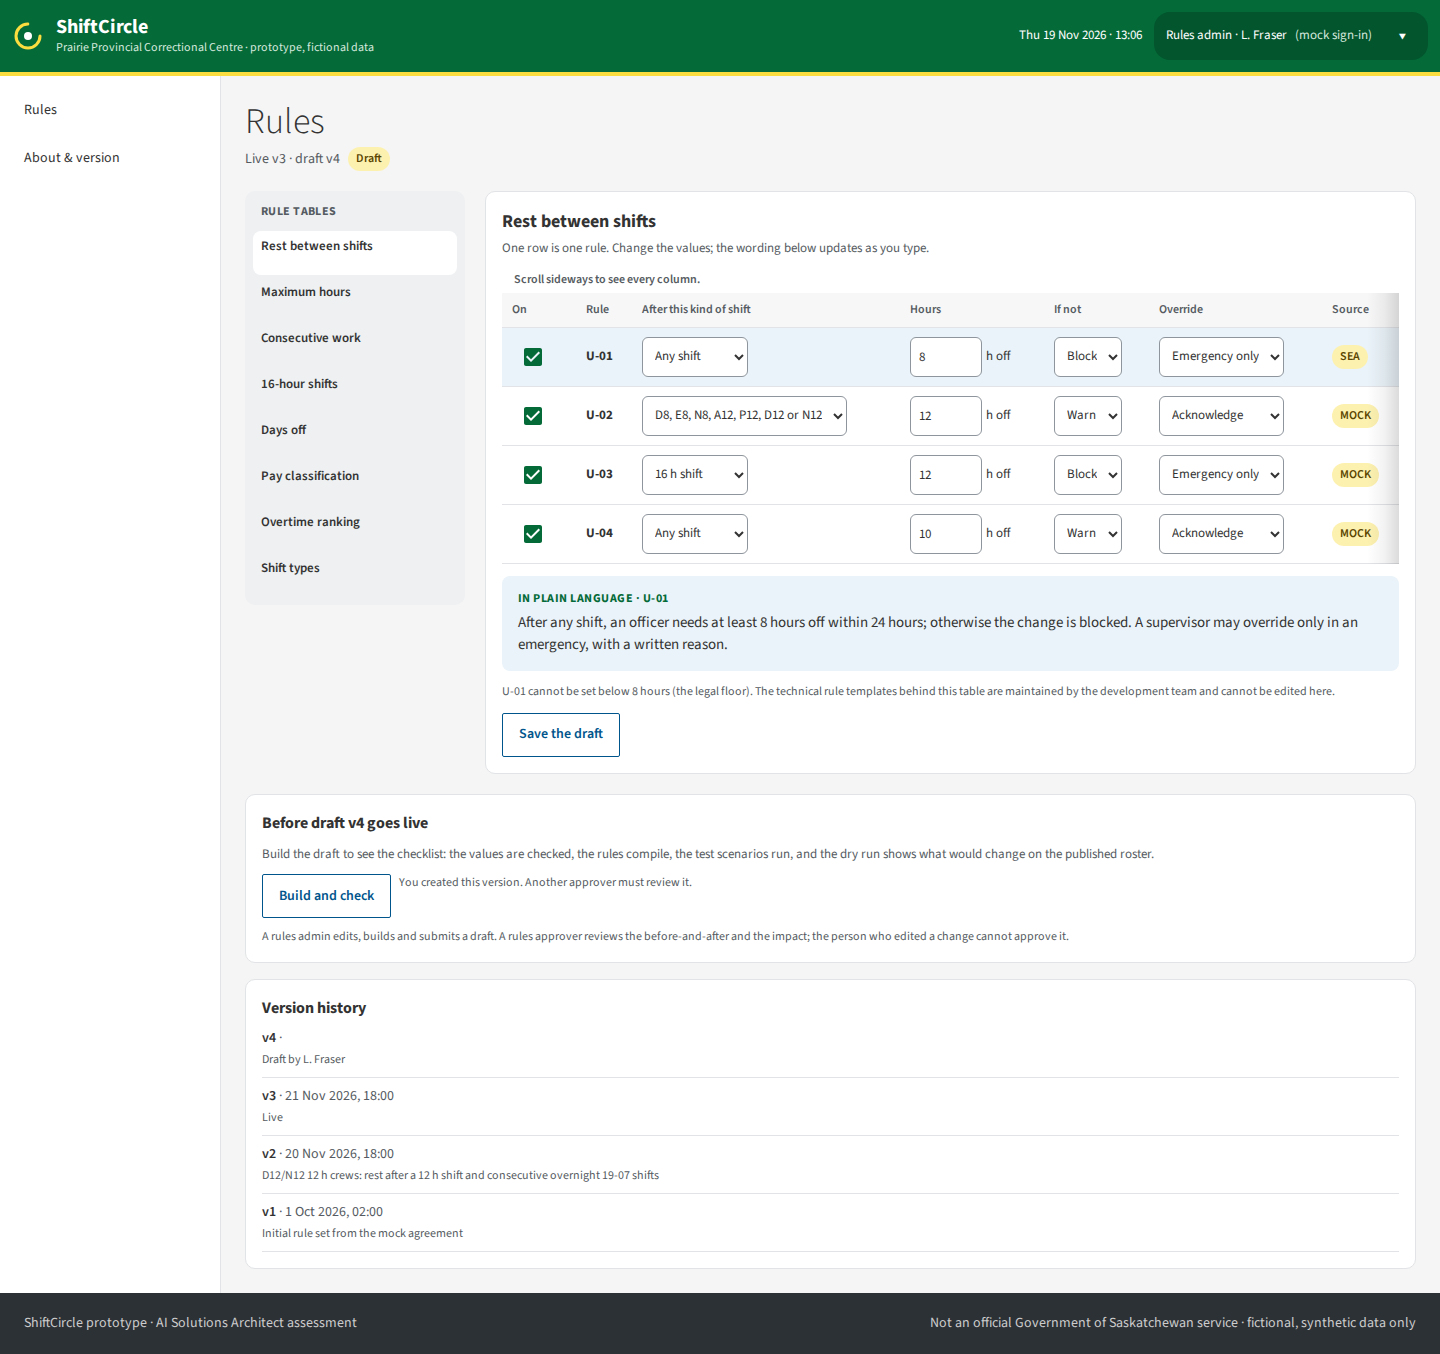 ShiftCircle
Prairie Provincial Correctional Centre · prototype, fictional data
Thu 19 Nov 2026 · 13:06
Rules admin · L. Fraser (mock sign-in) ▼
Rules
About & version
Rules
Live v3 · draft v4 Draft
RULE TABLES
Rest between shifts
Maximum hours
Consecutive work
16-hour shifts
Days off
Pay classification
Overtime ranking
Shift types
Rest between shifts
One row is one rule. Change the values; the wording below updates as you type.
Scroll sideways to see every column.
On Rule After this kind of shift Hours If not Override Source
U-01 Any shift 8 h off Block Emergency only SEA
U-02 D8, E8, N8, A12, P12, D12 or N12 12 h off Warn Acknowledge MOCK
U-03 16 h shift 12 h off Block Emergency only MOCK
U-04 Any shift 10 h off Warn Acknowledge MOCK
IN PLAIN LANGUAGE · U-01
After any shift, an officer needs at least 8 hours off within 24 hours; otherwise the change is blocked. A supervisor may override only in an
emergency, with a written reason.
U-01 cannot be set below 8 hours (the legal floor). The technical rule templates behind this table are maintained by the development team and cannot be edited here.
Save the draft
Before draft v4 goes live
Build the draft to see the checklist: the values are checked, the rules compile, the test scenarios run, and the dry run shows what would change on the published roster.
Build and check You created this version. Another approver must review it.
A rules admin edits, builds and submits a draft. A rules approver reviews the before-and-after and the impact; the person who edited a change cannot approve it.
Version history
v4 ·
Draft by L. Fraser
v3 · 21 Nov 2026, 18:00
Live
v2 · 20 Nov 2026, 18:00
D12/N12 12 h crews: rest after a 12 h shift and consecutive overnight 19-07 shifts
v1 · 1 Oct 2026, 02:00
Initial rule set from the mock agreement
ShiftCircle prototype · AI Solutions Architect assessment
Not an official Government of Saskatchewan service · fictional, synthetic data only